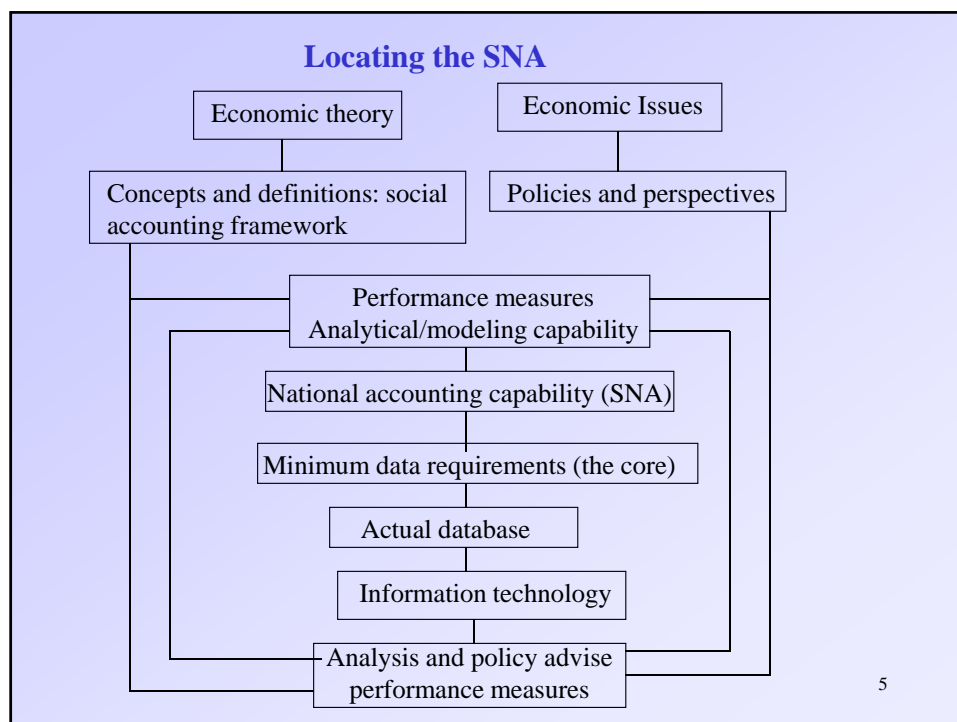 Locating the SNA
Economic theory
Economic Issues
Concepts and definitions: social
accounting framework
Policies and perspectives
Performance measures
Analytical/modeling capability
National accounting capability (SNA)
Minimum data requirements (the core)
Actual database
Information technology
Analysis and policy advise
performance measures
5